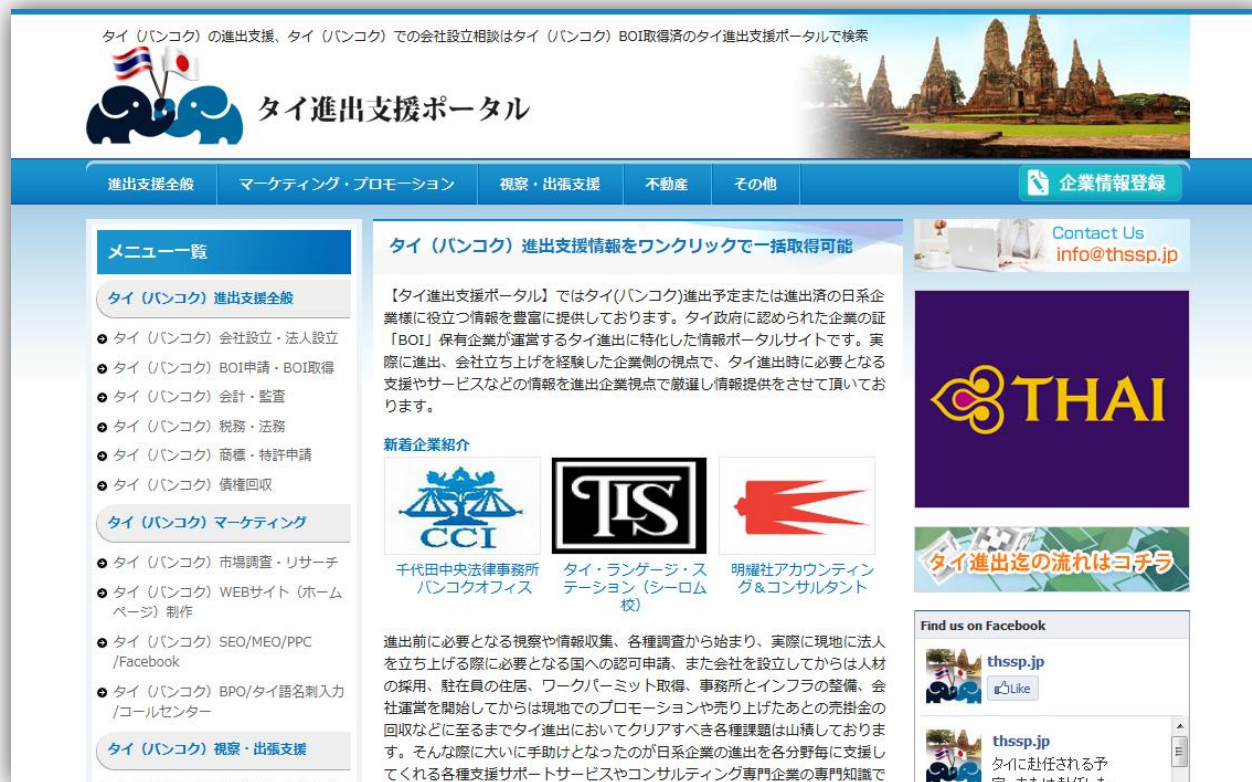 タイ（バンコク）の進出支援、タイ（バンコク）での会社設立相談はタイ（バンコク）BOI取得済のタイ進出支援ポータルで検索
タイ進出支援ポータル
進出支援全般
マーケティング・プロモーション
視察・出張支援
不動産
その他
企業情報登録
メニュー一覧
タイ（バンコク）進出支援全般
タイ（バンコク）会社設立・法人設立
タイ（バンコク）BOI申請・BOI取得
タイ（バンコク）会計・監査
タイ（バンコク）税務・法務
タイ（バンコク）商標・特許申請
タイ（バンコク）債権回収
タイ（バンコク）マーケティング
タイ（バンコク）市場調査・リサーチ
タイ（バンコク）WEBサイト（ホーム
ページ）制作
タイ（バンコク）SEO/MEO/PPC
/Facebook
タイ（バンコク）BPO/タイ語名刺入力
/コールセンター
タイ（バンコク）視察・出張支援
タイ（バンコク）進出支援情報をワンクリックで一括取得可能
【タイ進出支援ポータル】ではタイ(バンコク)進出予定または進出済の日系企
業様に役立つ情報を豊富に提供しております。タイ政府に認められた企業の証
「BOI」保有企業が運営するタイ進出に特化した情報ポータルサイトです。実
際に進出、会社立ち上げを経験した企業側の視点で、タイ進出時に必要となる
支援やサービスなどの情報を進出企業視点で厳選し情報提供をさせて頂いてお
ります。
新着企業紹介
CCI
TLS
千代田中央法律事務所
バンコクオフィス
タイ・ランゲージ・ス
テーション（シーロム
校）
明耀社アカウンティン
グ&コンサルタント
進出前に必要となる視察や情報収集、各種調査から始まり、実際に現地に法人
を立ち上げる際に必要となる国への認可申請、また会社を設立してからは人材
の採用、駐在員の住居、ワークパーミット取得、事務所とインフラの整備、会
社運営を開始してからは現地でのプロモーションや売り上げたあとの売掛金の
回収などに至るまでタイ進出においてクリアすべき各種課題は山積しておりま
す。そんな際に大いに手助けとなったのが日系企業の進出を各分野毎に支援し
てくれる各種支援サポートサービスやコンサルティング専門企業の専門知識で
Contact Us
info@thssp.jp
THAI
タイ進出迄の流れはコチラ
Find us on Facebook
thssp.jp
Like
thssp.jp
タイに赴任される予